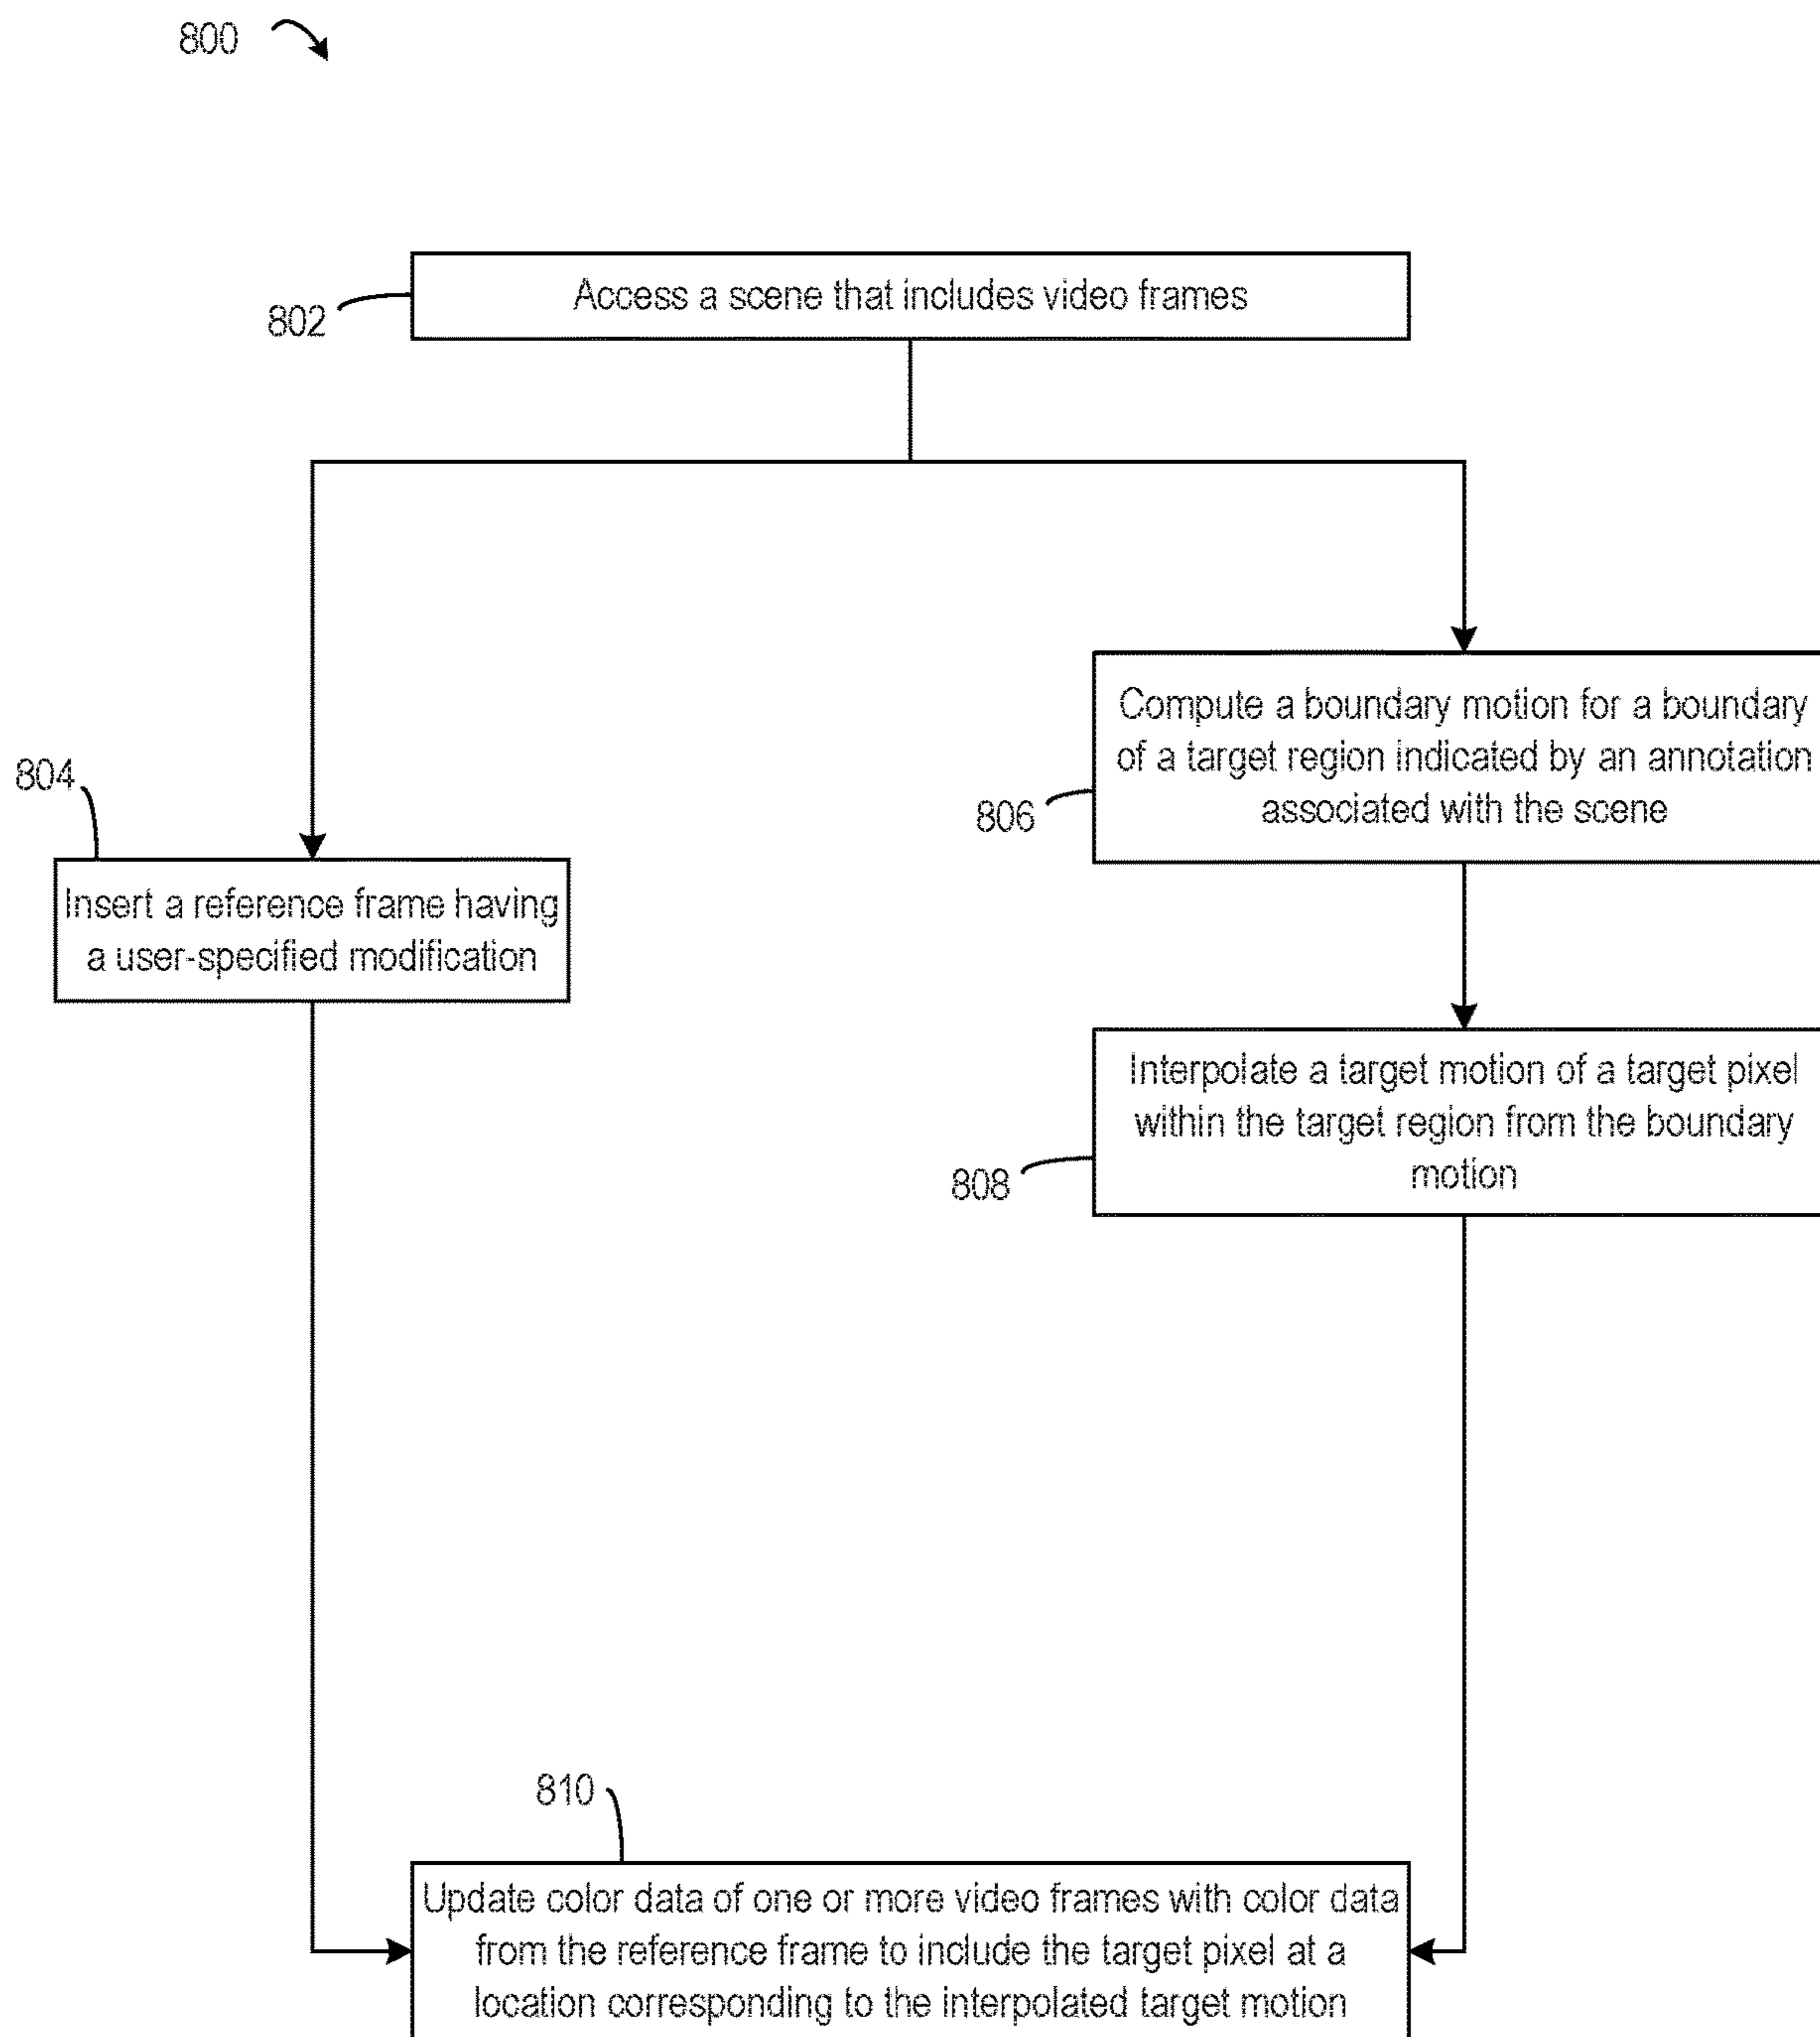 800
Access a scene that includes video frames
802
804
Insert a reference frame having
a user-specified modification
Compute a boundary motion for a boundary
of a target region indicated by an annotation
associated with the scene
806
Interpolate a target motion of a target pixel
within the target region from the boundary
motion
808
810
Update color data of one or more video frames with color data
from the reference frame to include the target pixel at a
location corresponding to the interpolated target motion